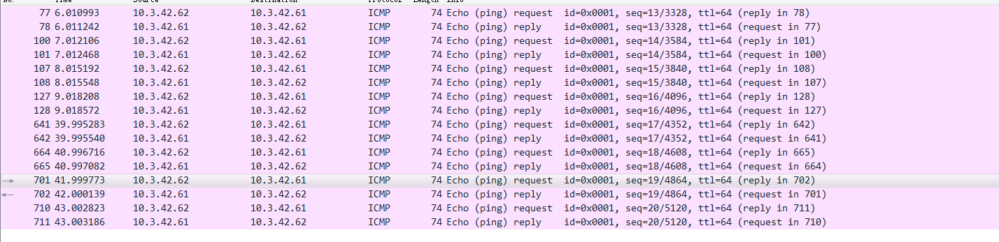 No. Time Source Destination Protocol Length Info
77 6.010993 10.3.42.62 10.3.42.61 ICMP 74 Echo (ping) request id=0x0001, seq=13/3328, ttl=64 (reply in 78)
78 6.011242 10.3.42.61 10.3.42.62 ICMP 74 Echo (ping) reply id=0x0001, seq=13/3328, ttl=64 (request in 77)
100 7.012106 10.3.42.62 10.3.42.61 ICMP 74 Echo (ping) request id=0x0001, seq=14/3584, ttl=64 (reply in 101)
101 7.012468 10.3.42.61 10.3.42.62 ICMP 74 Echo (ping) reply id=0x0001, seq=14/3584, ttl=64 (request in 100)
107 8.015192 10.3.42.62 10.3.42.61 ICMP 74 Echo (ping) request id=0x0001, seq=15/3840, ttl=64 (reply in 108)
108 8.015548 10.3.42.61 10.3.42.62 ICMP 74 Echo (ping) reply id=0x0001, seq=15/3840, ttl=64 (request in 107)
127 9.018208 10.3.42.62 10.3.42.61 ICMP 74 Echo (ping) request id=0x0001, seq=16/4096, ttl=64 (reply in 128)
128 9.018572 10.3.42.61 10.3.42.62 ICMP 74 Echo (ping) reply id=0x0001, seq=16/4096, ttl=64 (request in 127)
641 39.995283 10.3.42.62 10.3.42.61 ICMP 74 Echo (ping) request id=0x0001, seq=17/4352, ttl=64 (reply in 642)
642 39.995540 10.3.42.61 10.3.42.62 ICMP 74 Echo (ping) reply id=0x0001, seq=17/4352, ttl=64 (request in 641)
664 40.996716 10.3.42.62 10.3.42.61 ICMP 74 Echo (ping) request id=0x0001, seq=18/4608, ttl=64 (reply in 665)
665 40.997082 10.3.42.61 10.3.42.62 ICMP 74 Echo (ping) reply id=0x0001, seq=18/4608, ttl=64 (request in 664)
701 41.999773 10.3.42.62 10.3.42.61 ICMP 74 Echo (ping) request id=0x0001, seq=19/4864, ttl=64 (reply in 702)
702 42.000139 10.3.42.61 10.3.42.62 ICMP 74 Echo (ping) reply id=0x0001, seq=19/4864, ttl=64 (request in 701)
710 43.002823 10.3.42.62 10.3.42.61 ICMP 74 Echo (ping) request id=0x0001, seq=20/5120, ttl=64 (reply in 711)
711 43.003186 10.3.42.61 10.3.42.62 ICMP 74 Echo (ping) reply id=0x0001, seq=20/5120, ttl=64 (request in 710)